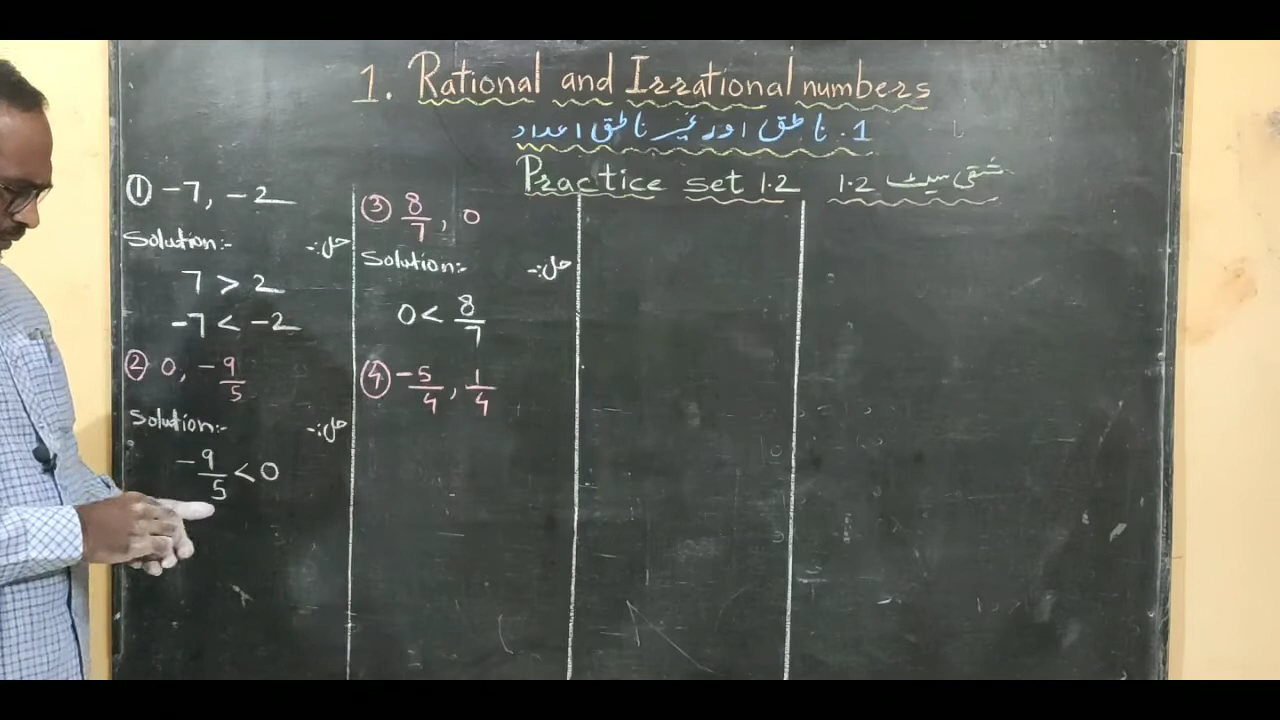 1. Rational and Irrational numbers
1. ناطق اور غیر ناطق اعداد
Practice set 1.2 مشقی سیٹ 1.2
① -7, -2
Solution:- حل:-
7 > 2
-7 < -2
② 0, -9/5
Solution:- حل:-
-9/5 < 0
③ 8/7, 0
Solution:- حل:-
0 < 8/7
④ -5/4, 1/4